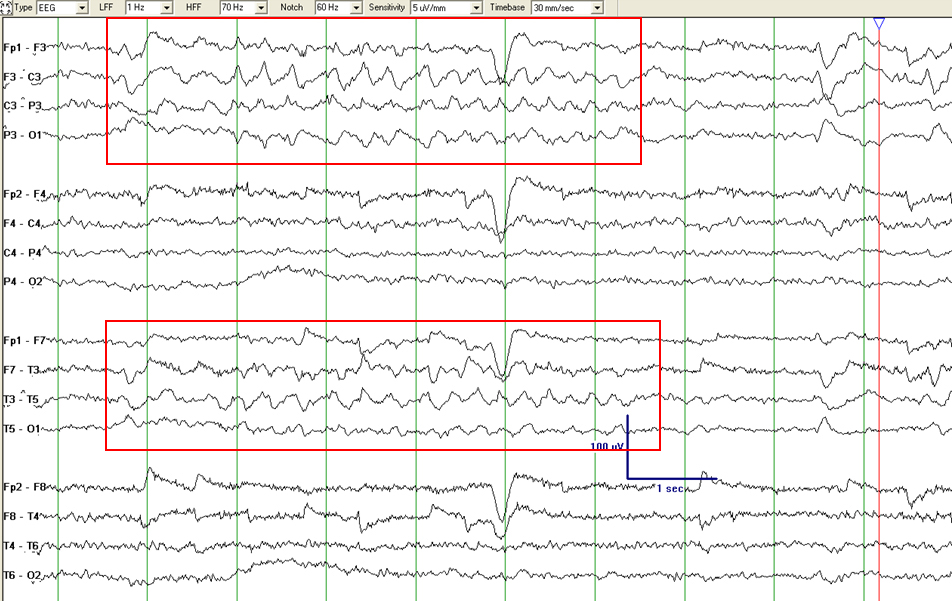 Type EEG LFF 1 Hz HFF 70 Hz Notch 60 Hz Sensitivity 5 uV/mm Timebase 30 mm/sec
Fp1 - F3
F3 - C3
C3 - P3
P3 - O1
Fp2 - F4
F4 - C4
C4 - P4
P4 - O2
Fp1 - F7
F7 - T3
T3 - T5
T5 - O1
100 uV
Fp2 - F8
1 sec
F8 - T4
T4 - T6
T6 - O2